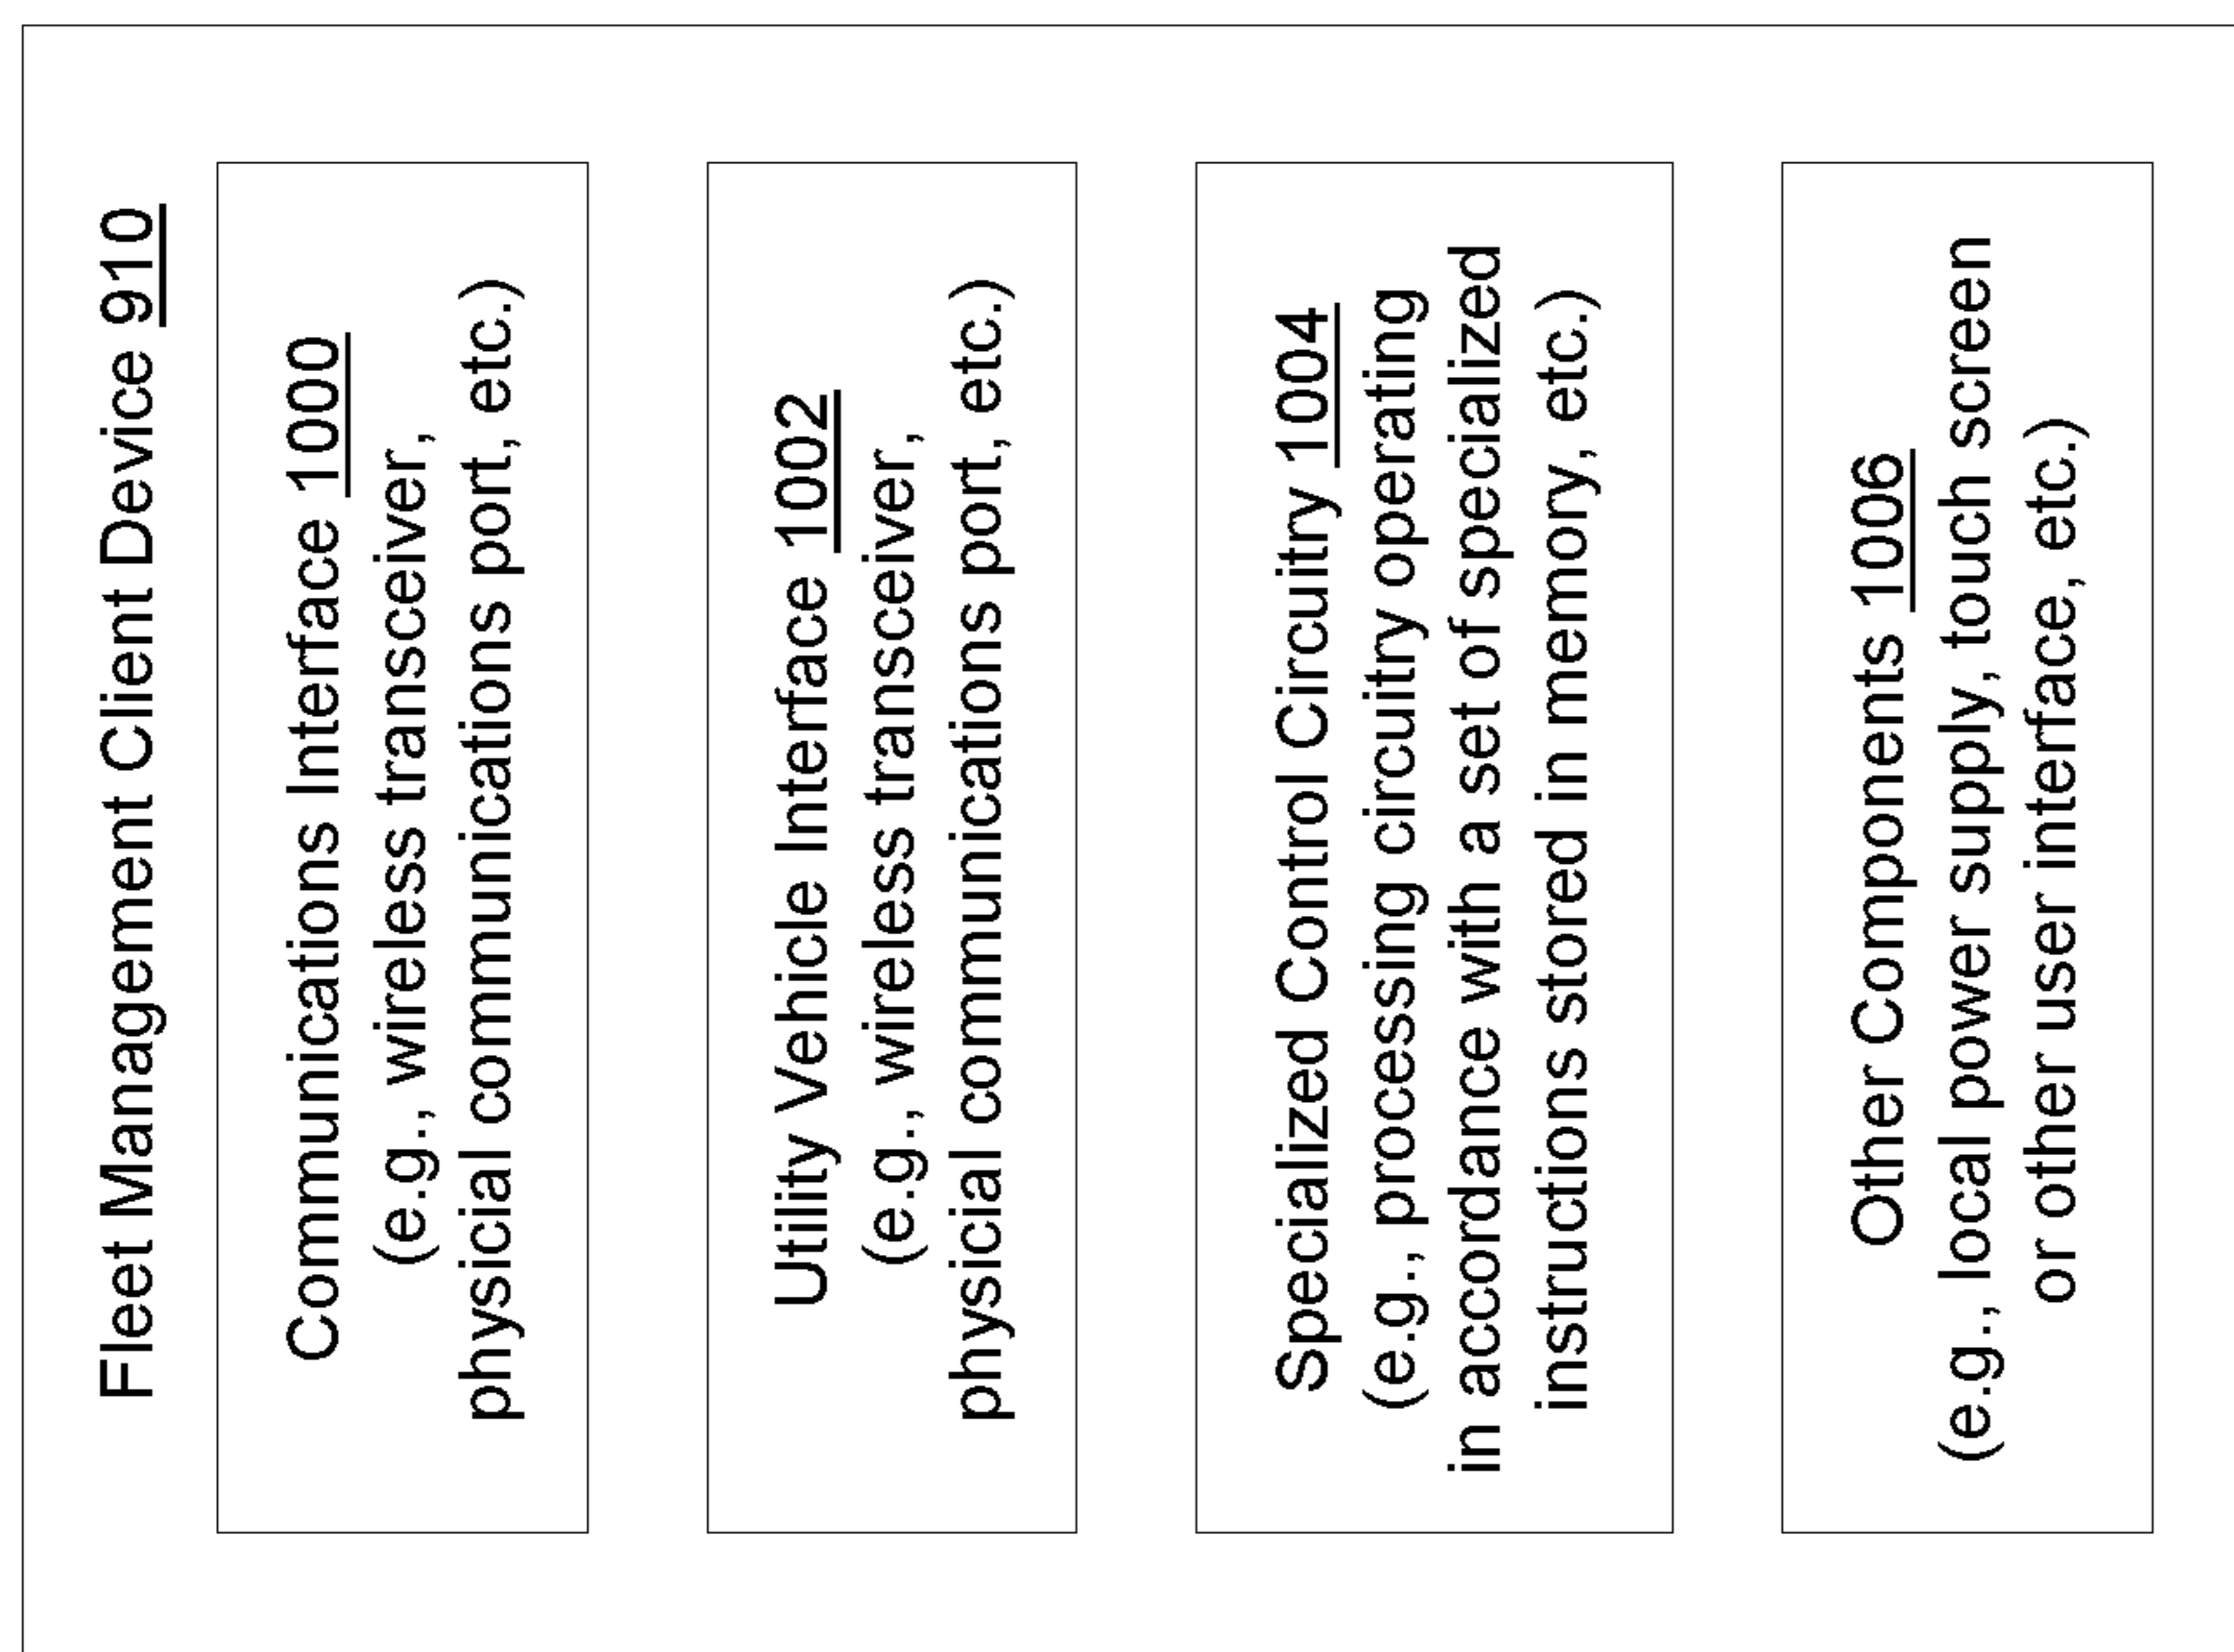 Fleet Management Client Device 910
Communications Interface 1000
(e.g., wireless transceiver,
physicial communications port, etc.)
Utility Vehicle Interface 1002
(e.g., wireless transceiver,
physicial communications port, etc.)
Specialized Control Circuitry 1004
(e.g., processing circuitry operating
in accordance with a set of specialized
instructions stored in memory, etc.)
Other Components 1006
(e.g., local power supply, touch screen
or other user interface, etc.)